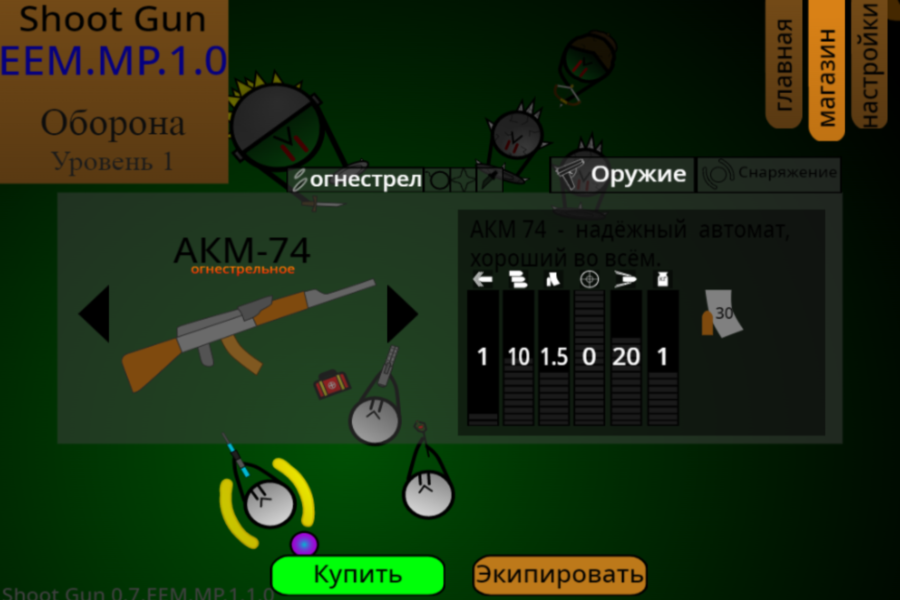 Shoot Gun
EEM.MP.1.0
Оборона
Уровень 1
главная
магазин
настройки
огнестрел
Оружие
Снаряжение
АКМ-74
огнестрельное
АКМ 74 - надёжный автомат,
хороший во всём.
1 10 1.5 0 20 1
30
Купить
Экипировать
Shoot Gun 0.7 EEM.MP.1.1.0